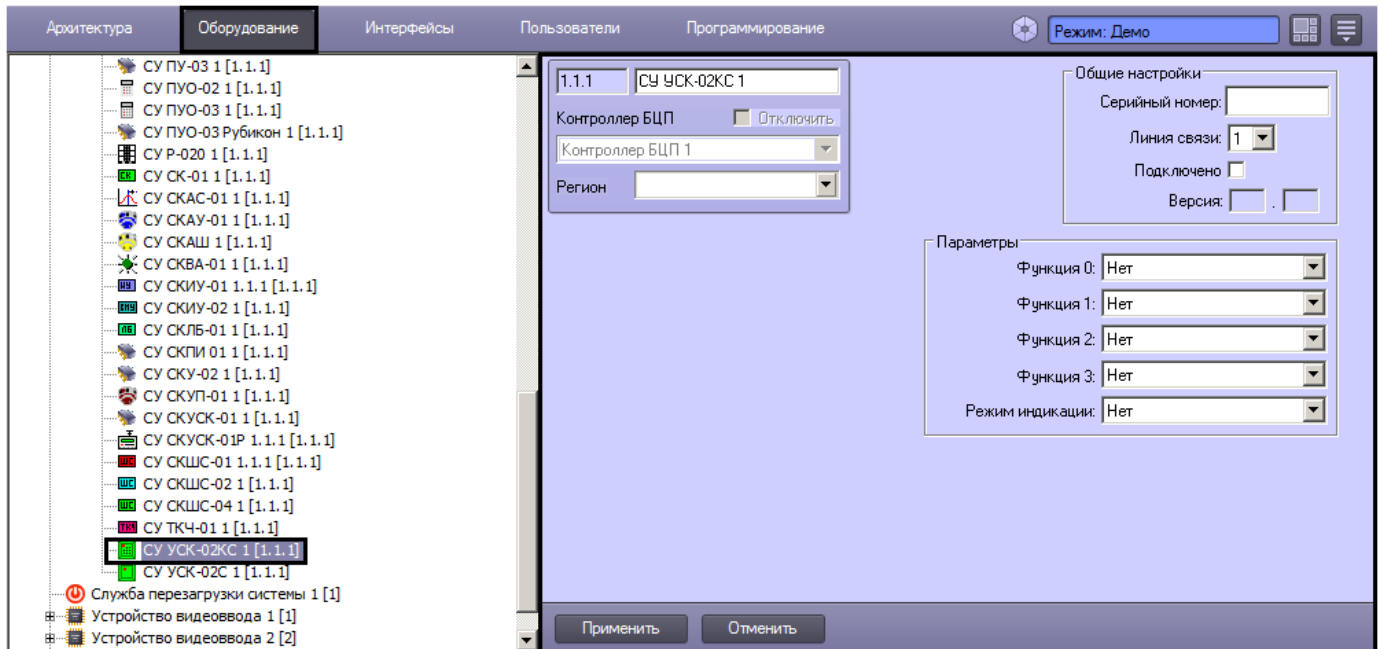 Архитектура Оборудование Интерфейсы Пользователи Программирование Режим: Демо
СУ ПУ-03 1 [1.1.1]
СУ ПУО-02 1 [1.1.1]
СУ ПУО-03 1 [1.1.1]
СУ ПУО-03 Рубикон 1 [1.1.1]
СУ Р-020 1 [1.1.1]
СУ СК-01 1 [1.1.1]
СУ СКАС-01 1 [1.1.1]
СУ СКАУ-01 1 [1.1.1]
СУ СКАШ 1 [1.1.1]
СУ СКВА-01 1 [1.1.1]
СУ СКИУ-01 1.1.1 [1.1.1]
СУ СКИУ-02 1 [1.1.1]
СУ СКЛБ-01 1 [1.1.1]
СУ СКПИ 01 1 [1.1.1]
СУ СКУ-02 1 [1.1.1]
СУ СКУП-01 1 [1.1.1]
СУ СКУСК-01 1 [1.1.1]
СУ СКУСК-01Р 1.1.1 [1.1.1]
СУ СКШС-01 1.1.1 [1.1.1]
СУ СКШС-02 1 [1.1.1]
СУ СКШС-04 1 [1.1.1]
СУ ТКЧ-01 1 [1.1.1]
СУ УСК-02КС 1 [1.1.1]
СУ УСК-02С 1 [1.1.1]
Служба перезагрузки системы 1 [1]
Устройство видеоввода 1 [1]
Устройство видеоввода 2 [2]
1.1.1 СУ УСК-02КС 1
Контроллер БЦП Отключить
Контроллер БЦП 1
Регион
Общие настройки
Серийный номер:
Линия связи: 1
Подключено
Версия: .
Параметры
Функция 0: Нет
Функция 1: Нет
Функция 2: Нет
Функция 3: Нет
Режим индикации: Нет
Применить Отменить